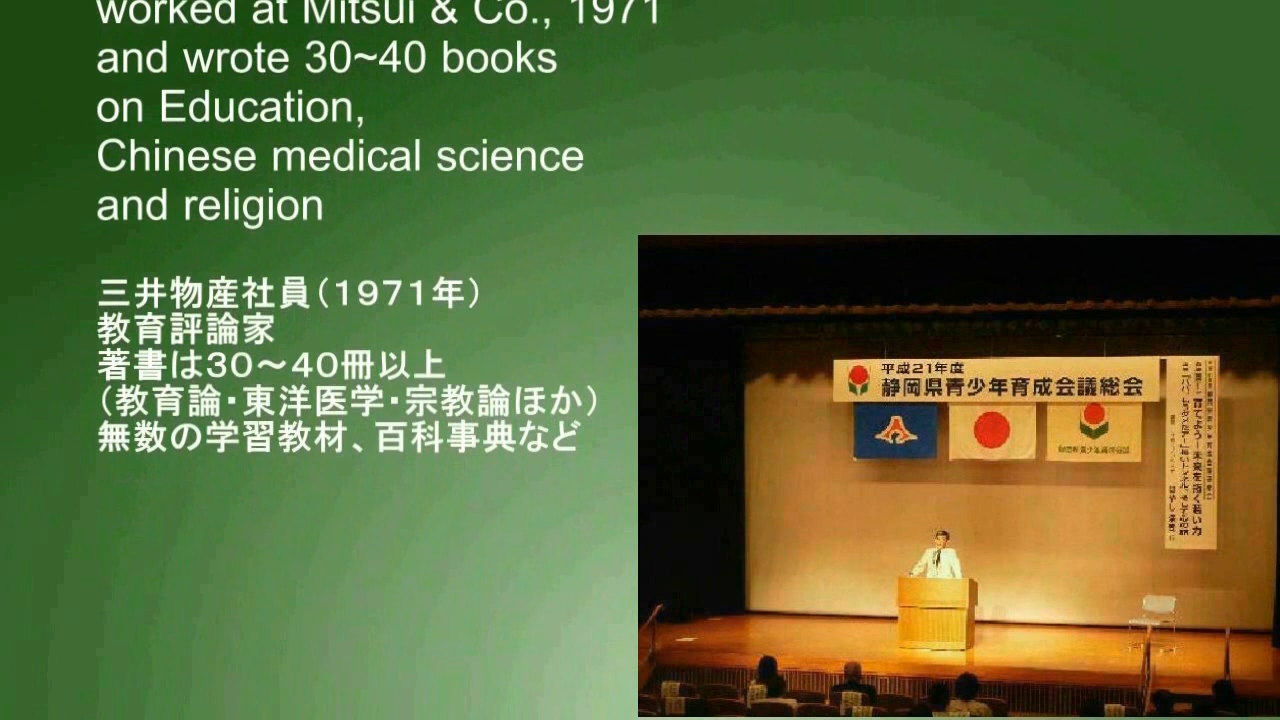 worked at Mitsui & Co., 1971
and wrote 30~40 books
on Education,
Chinese medical science
and religion
三井物産社員（1971年）
教育評論家
著書は30～40冊以上
（教育論・東洋医学・宗教論ほか）
無数の学習教材、百科事典など
平成21年度
静岡県青少年育成会議総会